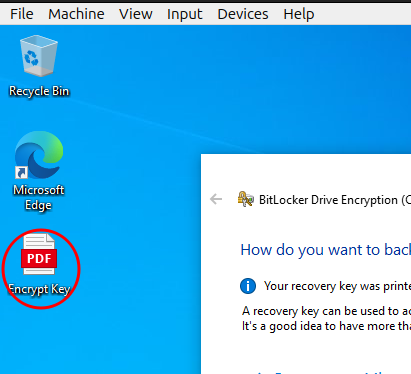 File Machine View Input Devices Help
Recycle Bin
Microsoft
Edge
PDF
Encrypt Key
BitLocker Drive Encryption (C
How do you want to back
Your recovery key was printe
A recovery key can be used to ac
It's a good idea to have more tha